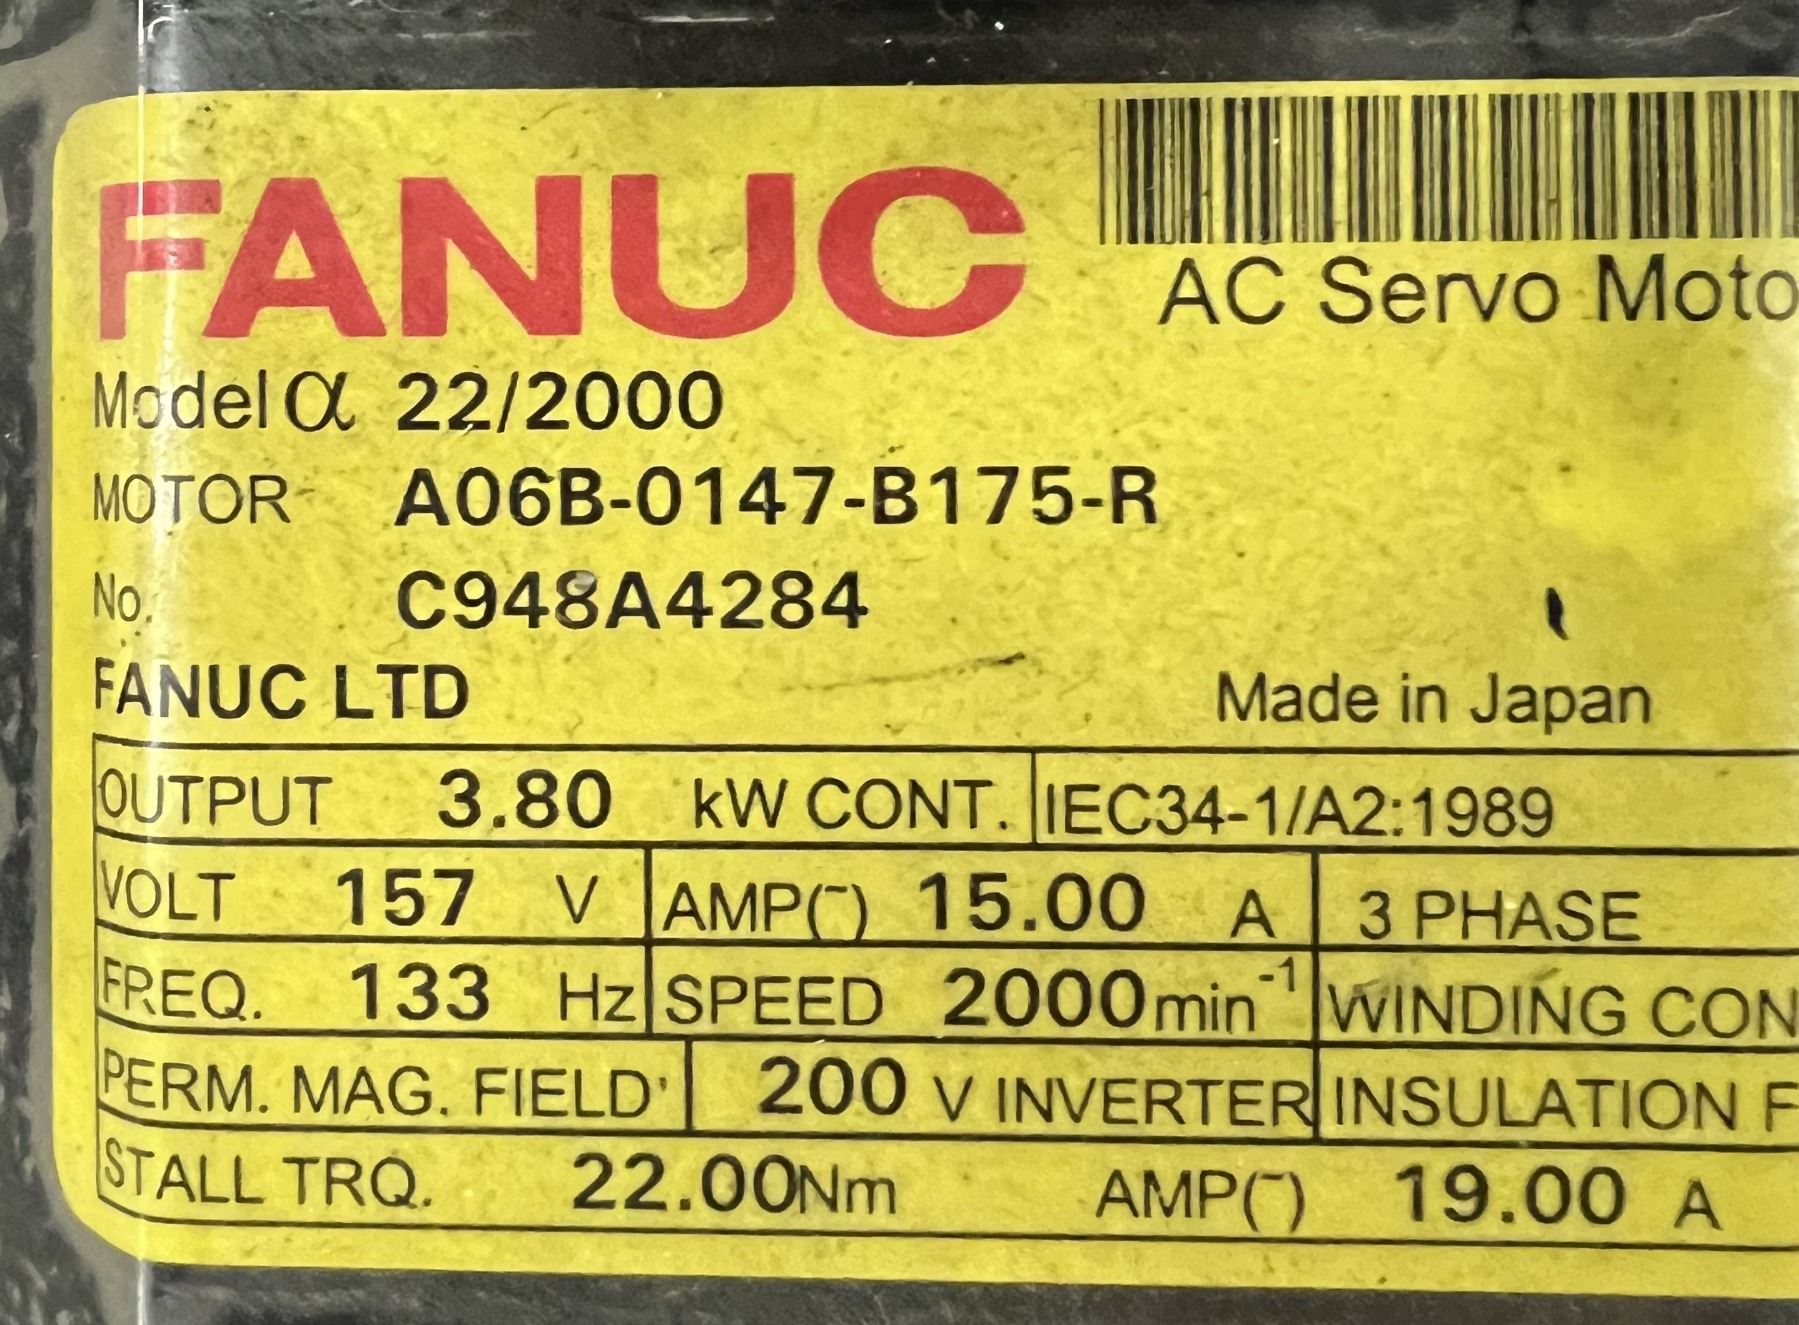 FANUC
AC Servo Moto
Model α 22/2000
MOTOR A06B-0147-B175-R
No. C948A4284
FANUC LTD Made in Japan
OUTPUT 3.80 kW CONT. IEC34-1/A2:1989
VOLT 157 V AMP(~) 15.00 A 3 PHASE
FREQ. 133 Hz SPEED 2000 min⁻¹ WINDING CON
PERM. MAG. FIELD 200 V INVERTER INSULATION F
STALL TRQ. 22.00 Nm AMP(~) 19.00 A